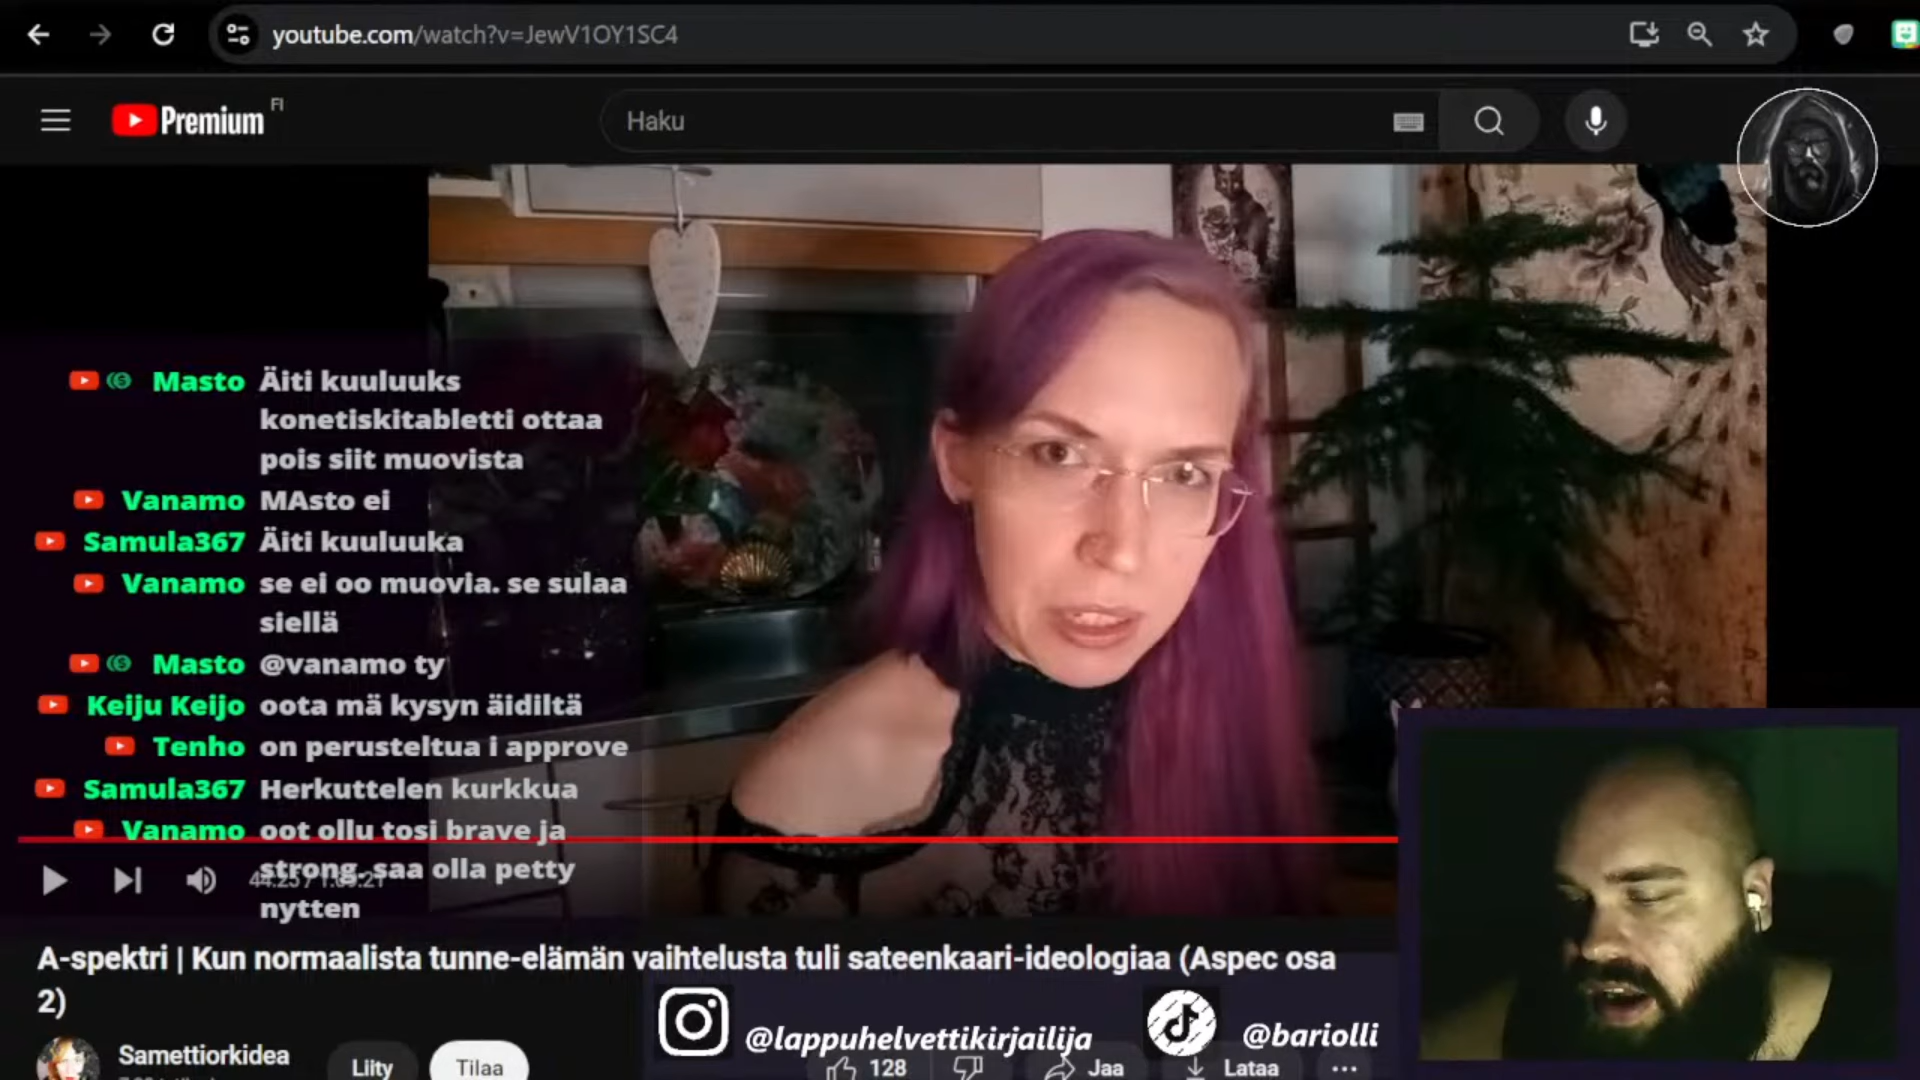 youtube.com/watch?v=JewV1OY1SC4
Premium FI
Haku
Masto Äiti kuuluuks
konetiskitabletti ottaa
pois siit muovista
Vanamo MAsto ei
Samula367 Äiti kuuluuka
Vanamo se ei oo muovia. se sulaa
siellä
Masto @vanamo ty
Keiju Keijo oota mä kysyn äidiltä
Tenho on perusteltua i approve
Samula367 Herkuttelen kurkkua
Vanamo oot ollu tosi brave ja
strong. saa olla petty
nytten
A-spektri | Kun normaalista tunne-elämän vaihtelusta tuli sateenkaari-ideologiaa (Aspec osa
2)
@lappuhelvettikirjailija
@bariolli
Samettiorkidea
Liity
Tilaa
128
Jaa
Lataa